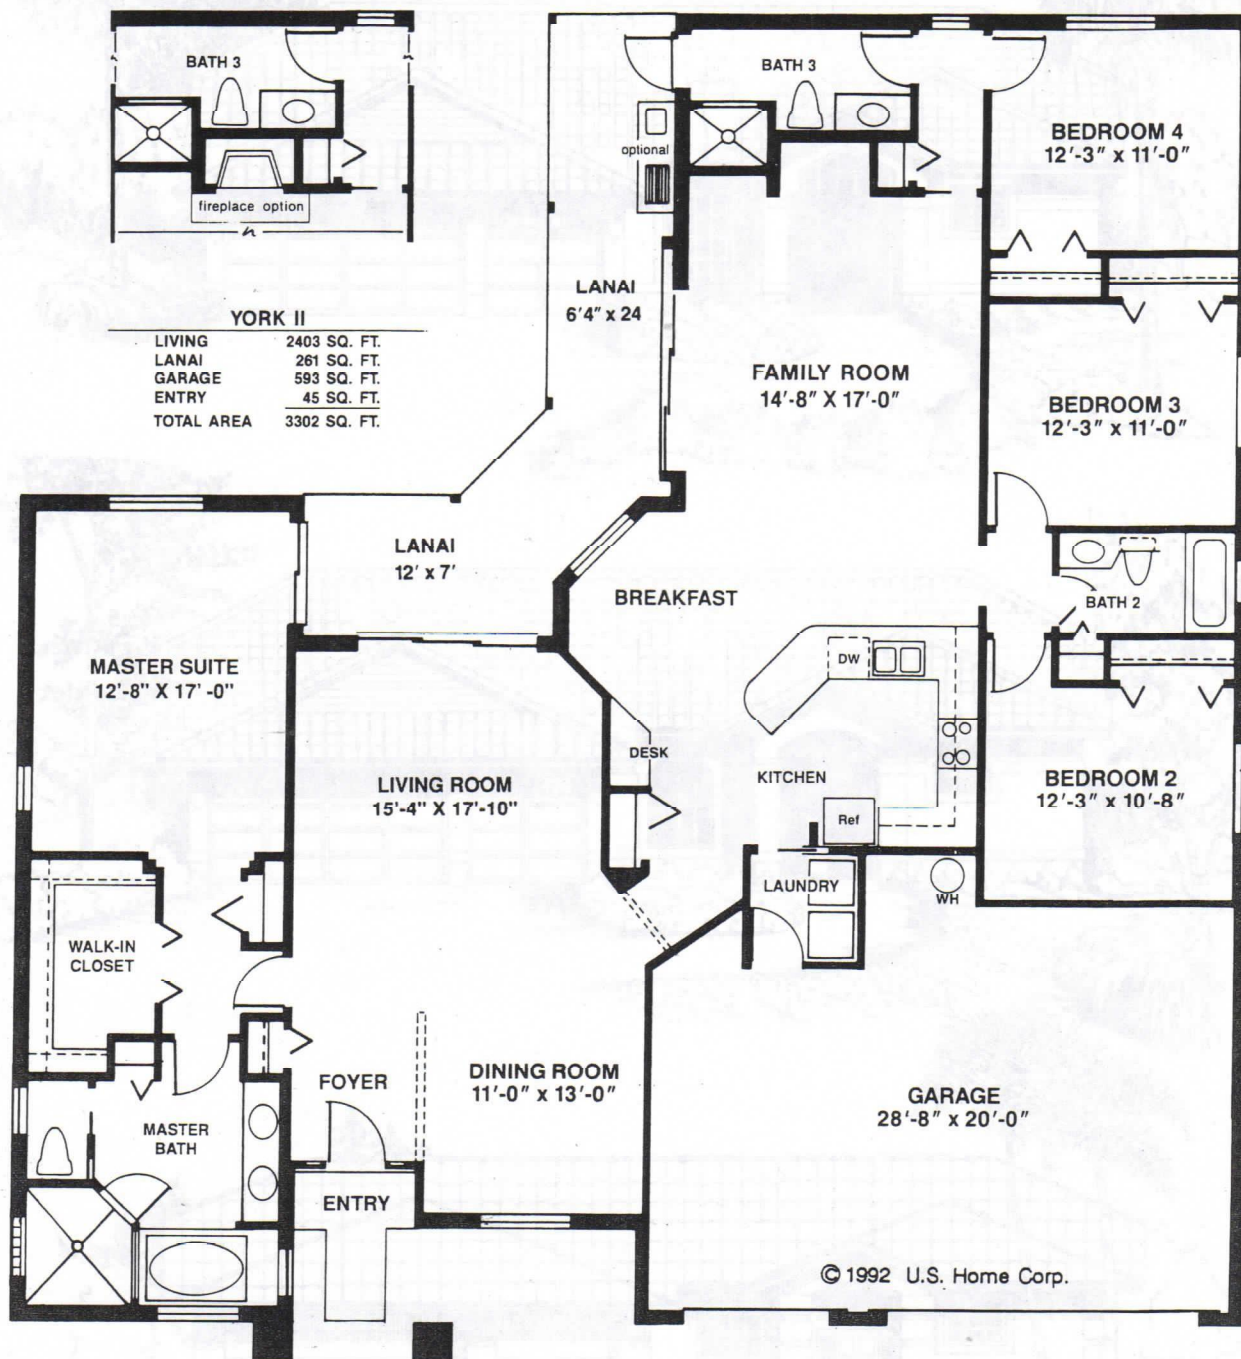 BATH 3
fireplace option
BATH 3
optional
BEDROOM 4
12'-3" x 11'-0"
LANAI
6'4" x 24
YORK II
LIVING 2403 SQ. FT.
LANAI 261 SQ. FT.
GARAGE 593 SQ. FT.
ENTRY 45 SQ. FT.
TOTAL AREA 3302 SQ. FT.
FAMILY ROOM
14'-8" X 17'-0"
BEDROOM 3
12'-3" x 11'-0"
LANAI
12' x 7'
BREAKFAST
BATH 2
MASTER SUITE
12'-8" X 17'-0"
DW
DESK
LIVING ROOM
15'-4" X 17'-10"
KITCHEN
BEDROOM 2
12'-3" x 10'-8"
Ref
LAUNDRY
WH
WALK-IN
CLOSET
FOYER
DINING ROOM
11'-0" x 13'-0"
GARAGE
28'-8" x 20'-0"
MASTER
BATH
ENTRY
© 1992 U.S. Home Corp.